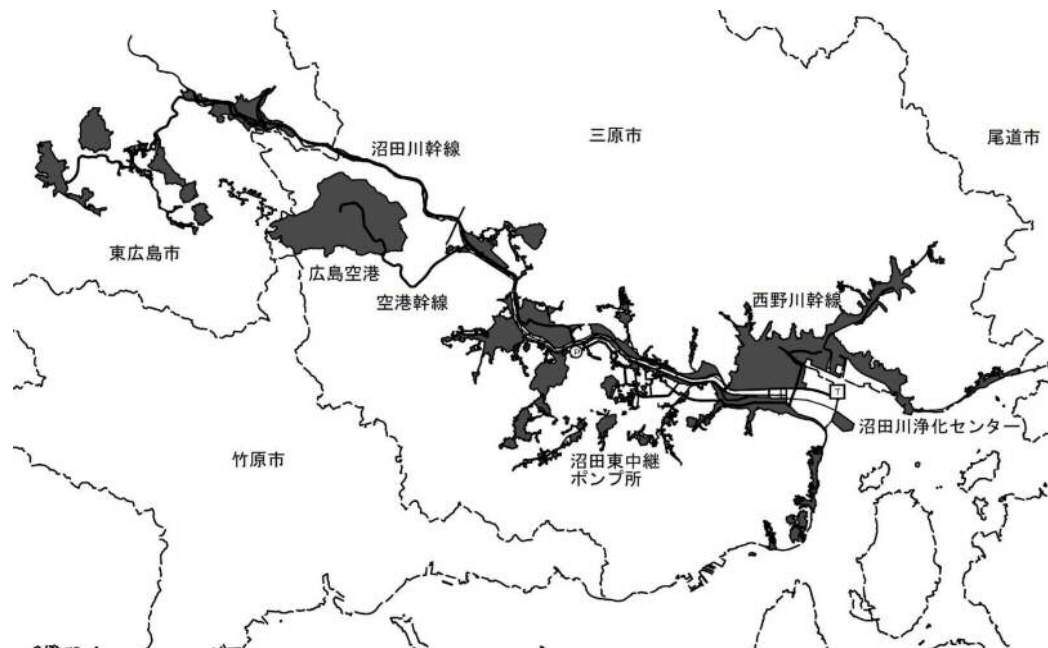 三原市
尾道市
沼田川幹線
東広島市
広島空港
空港幹線
西野川幹線
P
T
沼田川浄化センター
竹原市
沼田東中継
ポンプ所